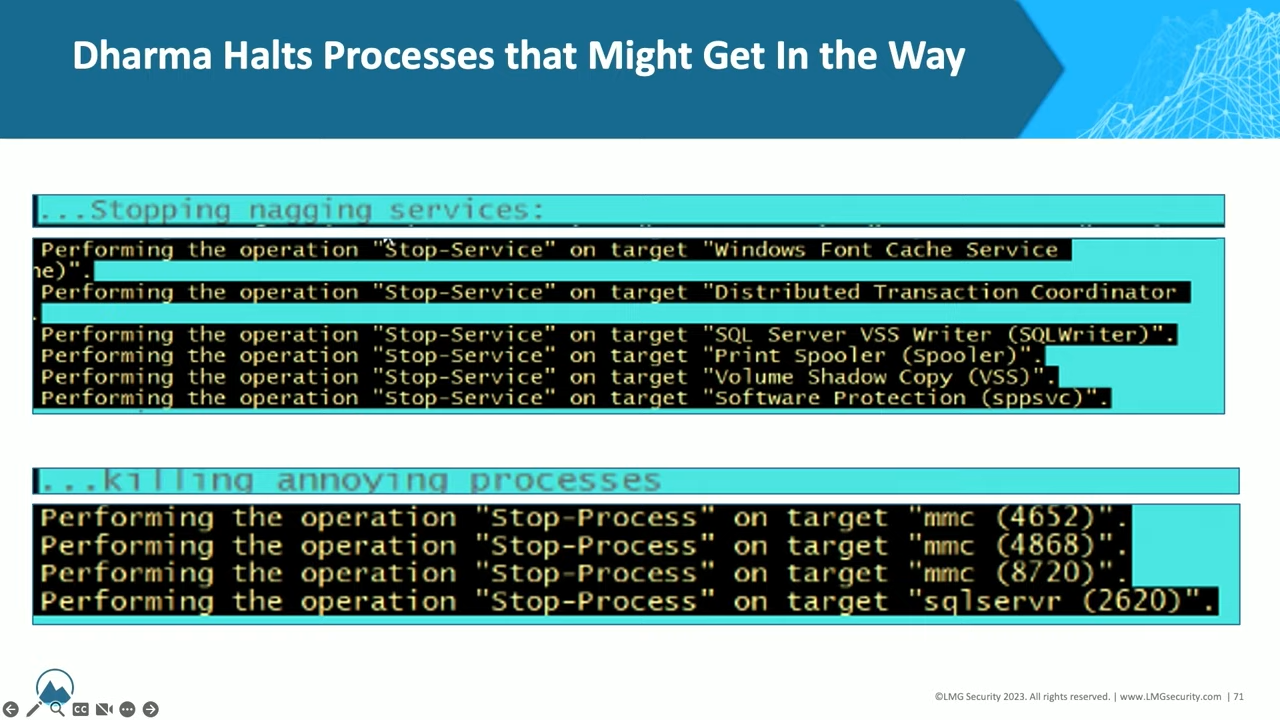 Dharma Halts Processes that Might Get In the Way
...Stopping nagging services:
Performing the operation "Stop-Service" on target "Windows Font Cache Service
ne)".
Performing the operation "Stop-Service" on target "Distributed Transaction Coordinator
.
Performing the operation "Stop-Service" on target "SQL Server VSS Writer (SQLWriter)".
Performing the operation "Stop-Service" on target "Print Spooler (Spooler)".
Performing the operation "Stop-Service" on target "Volume Shadow Copy (VSS)".
Performing the operation "Stop-Service" on target "Software Protection (sppsvc)".
...killing annoying processes
Performing the operation "Stop-Process" on target "mmc (4652)".
Performing the operation "Stop-Process" on target "mmc (4868)".
Performing the operation "Stop-Process" on target "mmc (8720)".
Performing the operation "Stop-Process" on target "sqlservr (2620)".
©LMG Security 2023. All rights reserved. | www.LMGsecurity.com | 71
CC